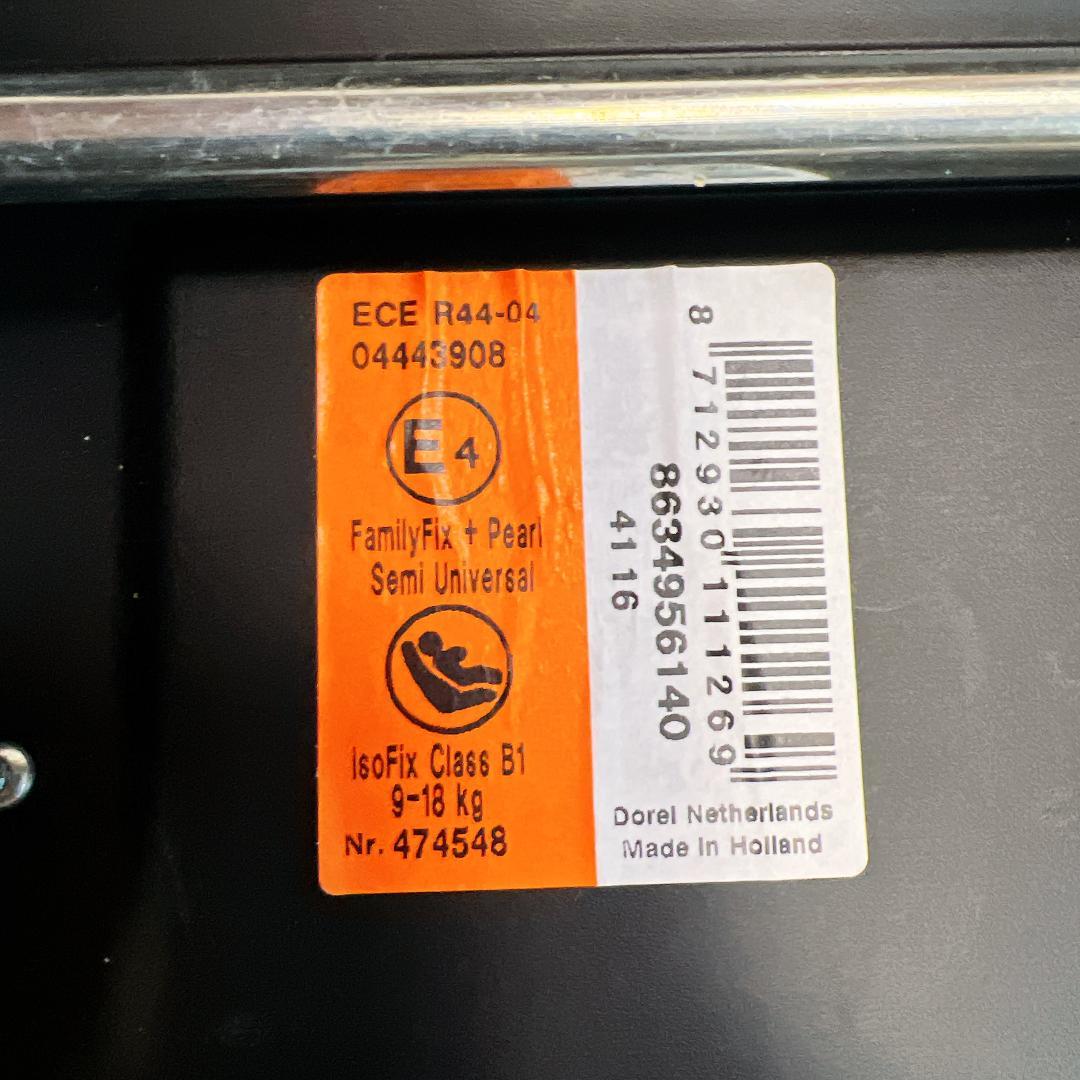 ECE R44-04
04443908
E4
FamilyFix + Pearl
Semi Universal
IsoFix Class B1
9-18 kg
Nr. 474548
8 712930 111269
8634956140
4116
Dorel Netherlands
Made in Holland